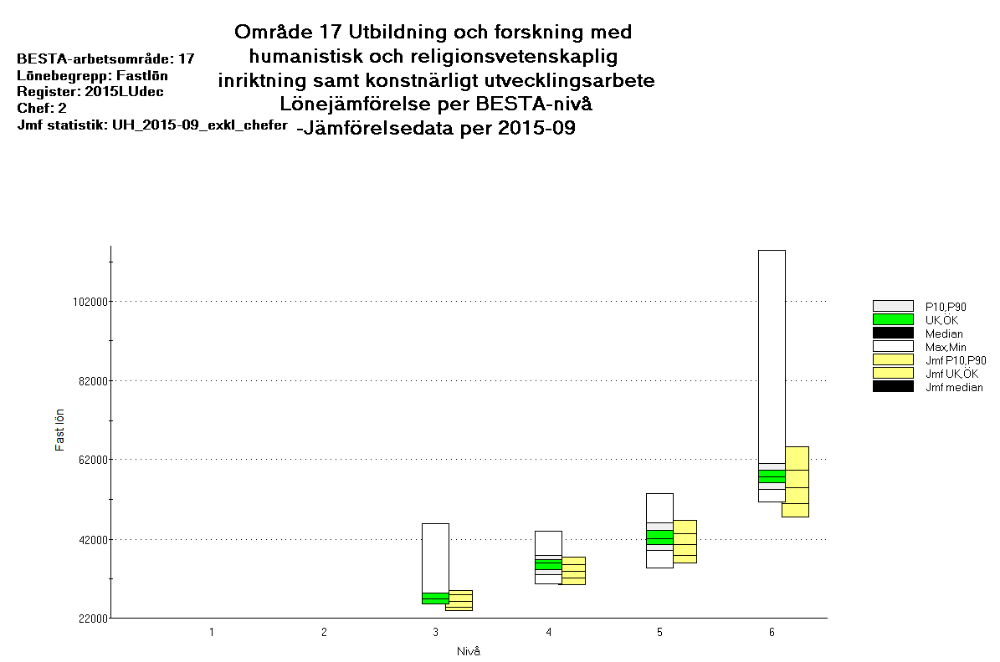 Område 17 Utbildning och forskning med
humanistisk och religionsvetenskaplig
inriktning samt konstnärligt utvecklingsarbete
Lönejämförelse per BESTA-nivå
-Jämförelsedata per 2015-09
BESTA-arbetsområde: 17
Lönebegrepp: Fastlön
Register: 2015LUdec
Chef: 2
Jmf statistik: UH_2015-09_exkl_chefer
102000
82000
62000
42000
22000
Fast lön
1 2 3 4 5 6
Nivå
P10,P90
UK,ÖK
Median
Max,Min
Jmf P10,P90
Jmf UK,ÖK
Jmf median